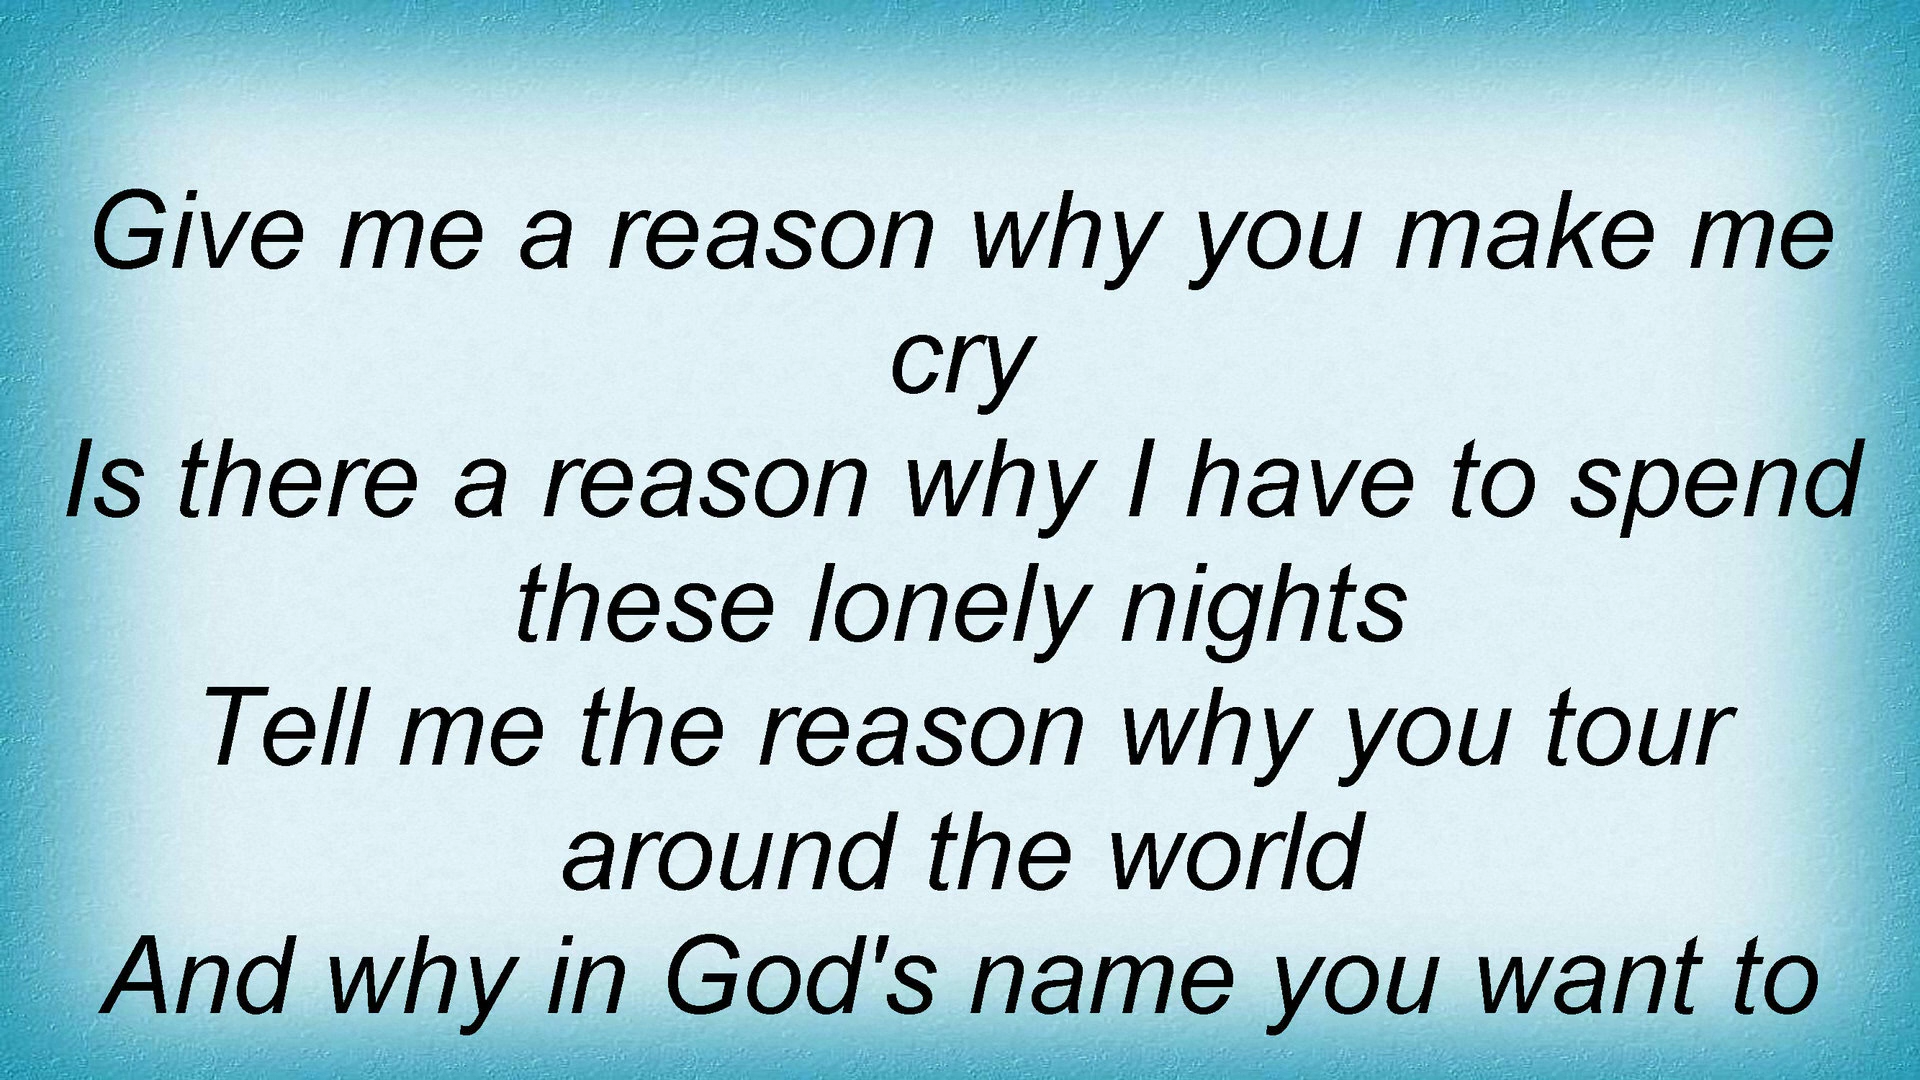 Give me a reason why you make me
cry
Is there a reason why I have to spend
these lonely nights
Tell me the reason why you tour
around the world
And why in God's name you want to